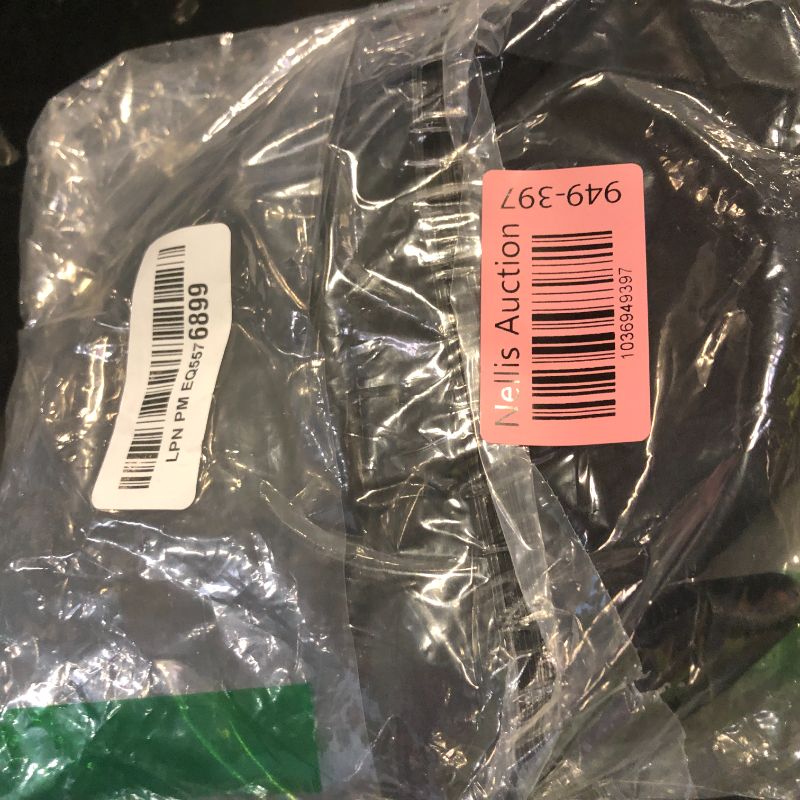 949-397
Nellis Auction
1036949397
LPN PM EQ557 6899